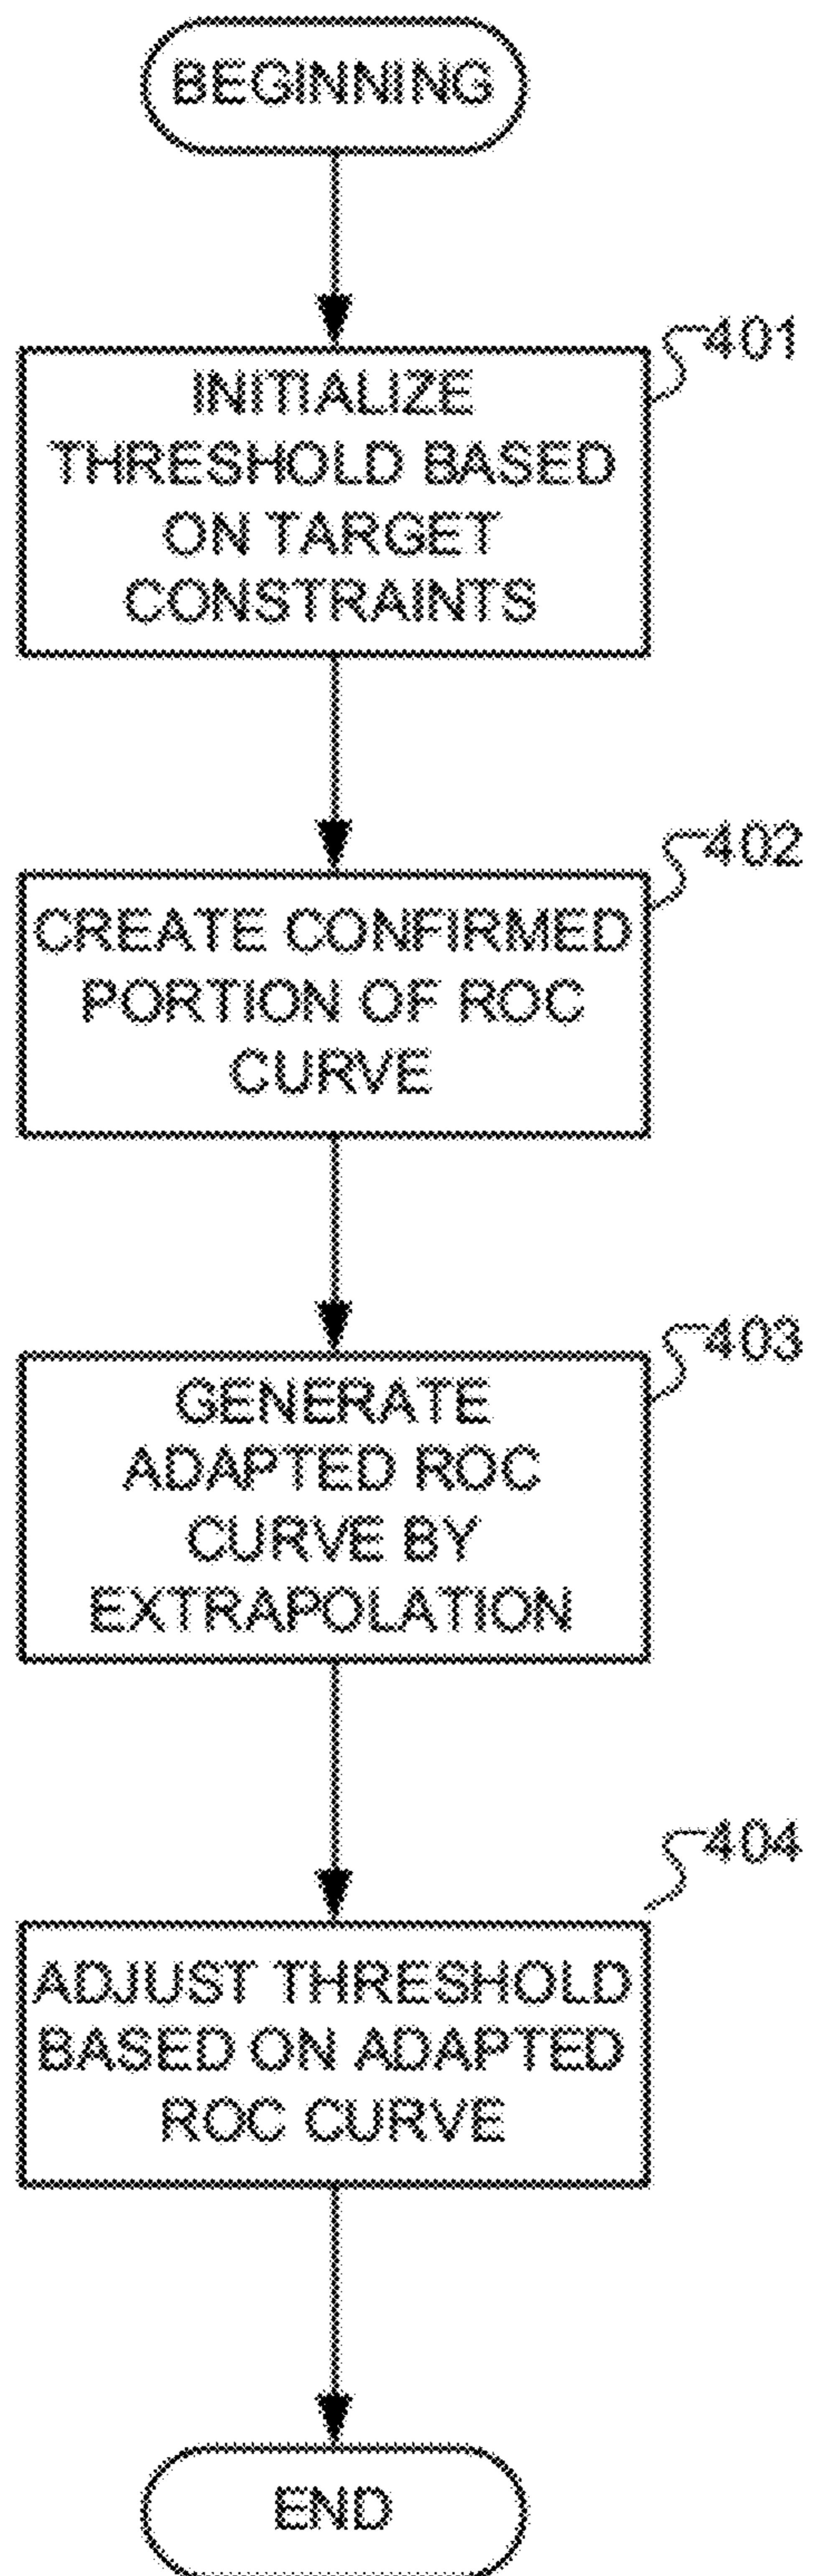 BEGINNING
401
INITIALIZE
THRESHOLD BASED
ON TARGET
CONSTRAINTS
402
CREATE CONFIRMED
PORTION OF ROC
CURVE
403
GENERATE
ADAPTED ROC
CURVE BY
EXTRAPOLATION
404
ADJUST THRESHOLD
BASED ON ADAPTED
ROC CURVE
END